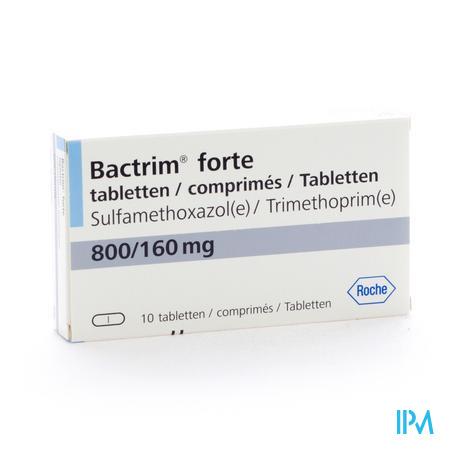 Bactrim® forte
tabletten / comprimés / Tabletten
Sulfamethoxazol(e) / Trimethoprim(e)
800/160 mg
Roche
10 tabletten / comprimés / Tabletten
IPM